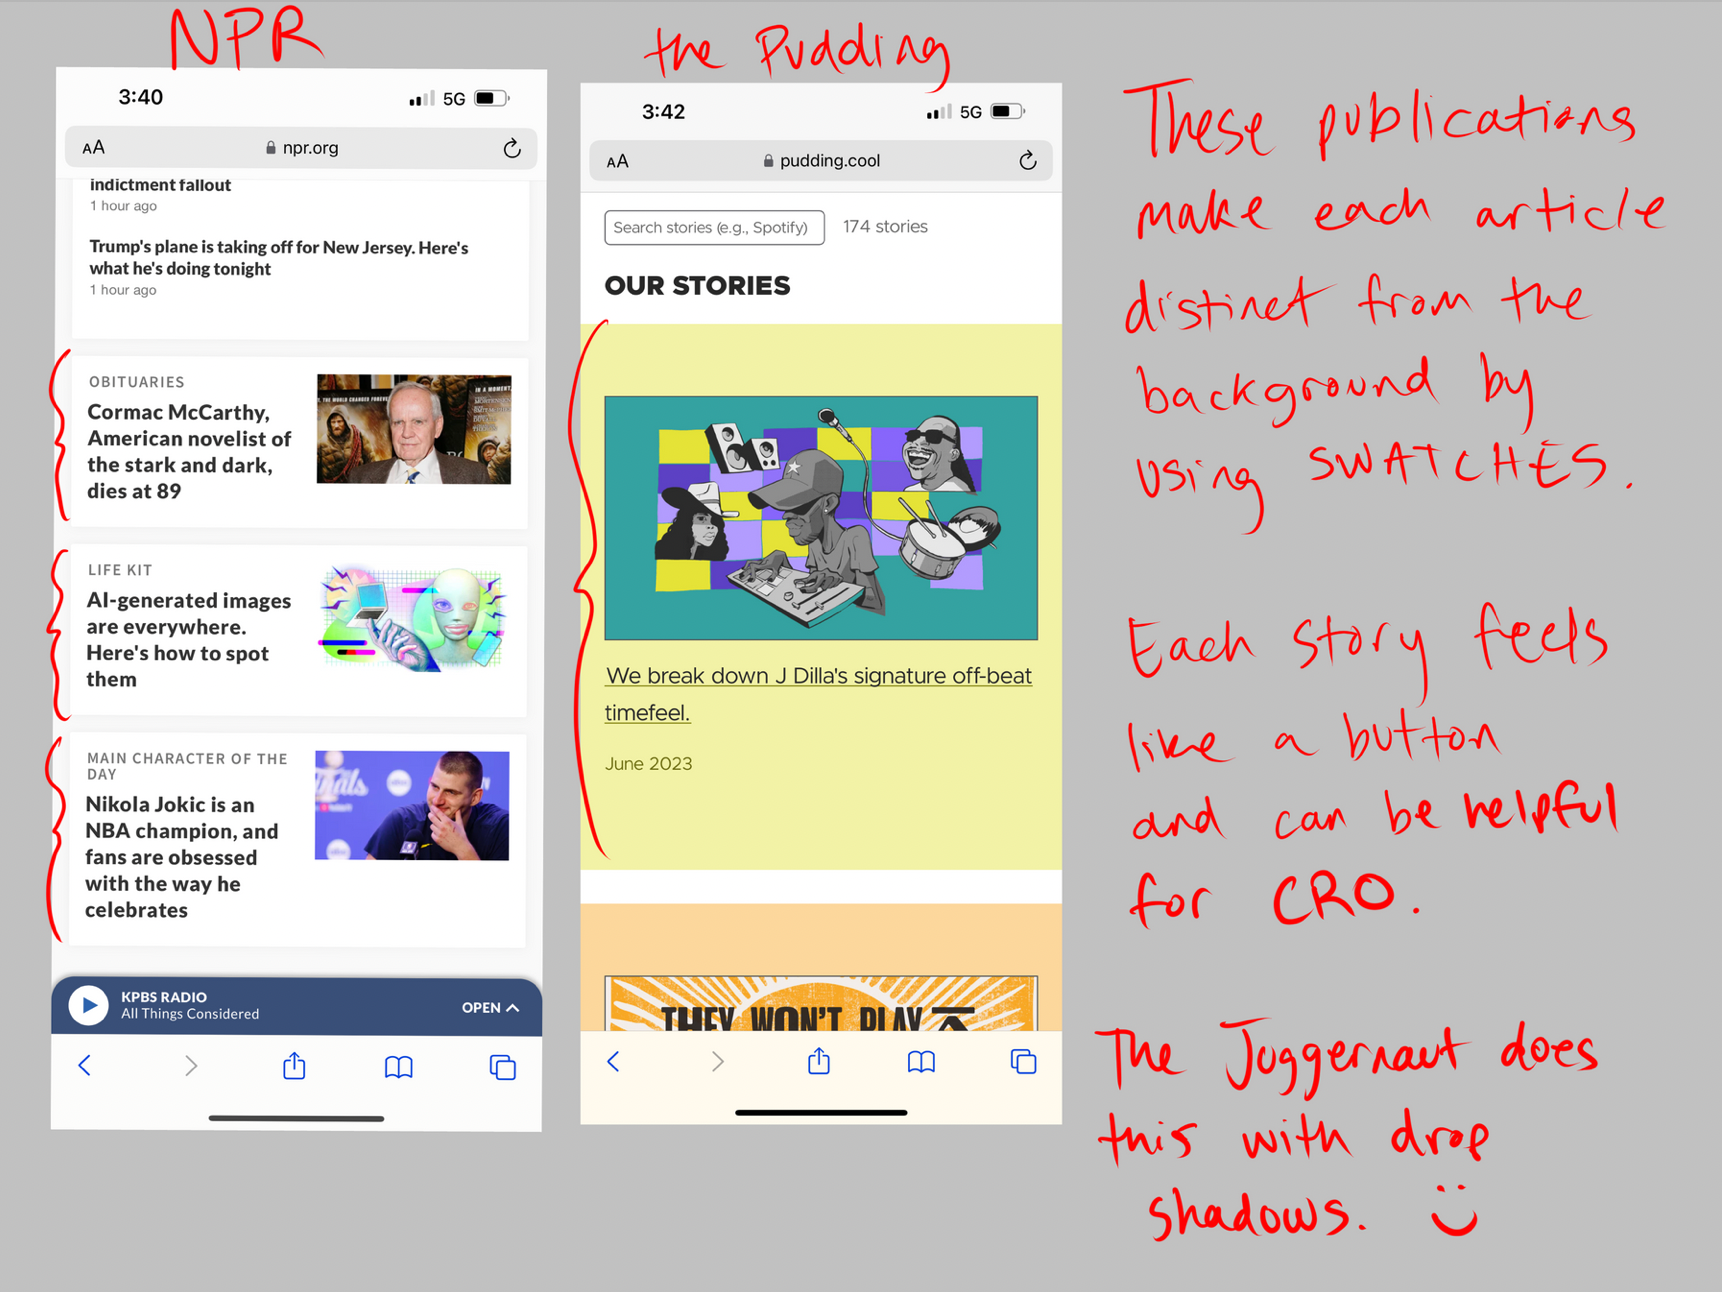 NPR
3:40
5G
AA
npr.org
indictment fallout
1 hour ago
Trump's plane is taking off for New Jersey. Here's
what he's doing tonight
1 hour ago
OBITUARIES
Cormac McCarthy,
American novelist of
the stark and dark,
dies at 89
THE WORLD CHANGED FOREVER
IN A MOMENT
LIFE KIT
AI-generated images
are everywhere.
Here's how to spot
them
MAIN CHARACTER OF THE
DAY
Nikola Jokic is an
NBA champion, and
fans are obsessed
with the way he
celebrates
KPBS RADIO
All Things Considered
OPEN
the Pudding
3:42
5G
AA
pudding.cool
Search stories (e.g., Spotify)
174 stories
OUR STORIES
We break down J Dilla's signature off-beat
timefeel.
June 2023
THEY WON'T PLAY
These publications
make each article
distinct from the
background by
using SWATCHES.
Each story feels
like a button
and can be helpful
for CRO.
The Juggernaut does
this with drop
shadows.